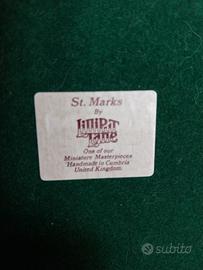 St. Marks
By
Lilliput
Lane
One of our
Miniature Masterpieces
Handmade in Cumbria
United Kingdom
subito